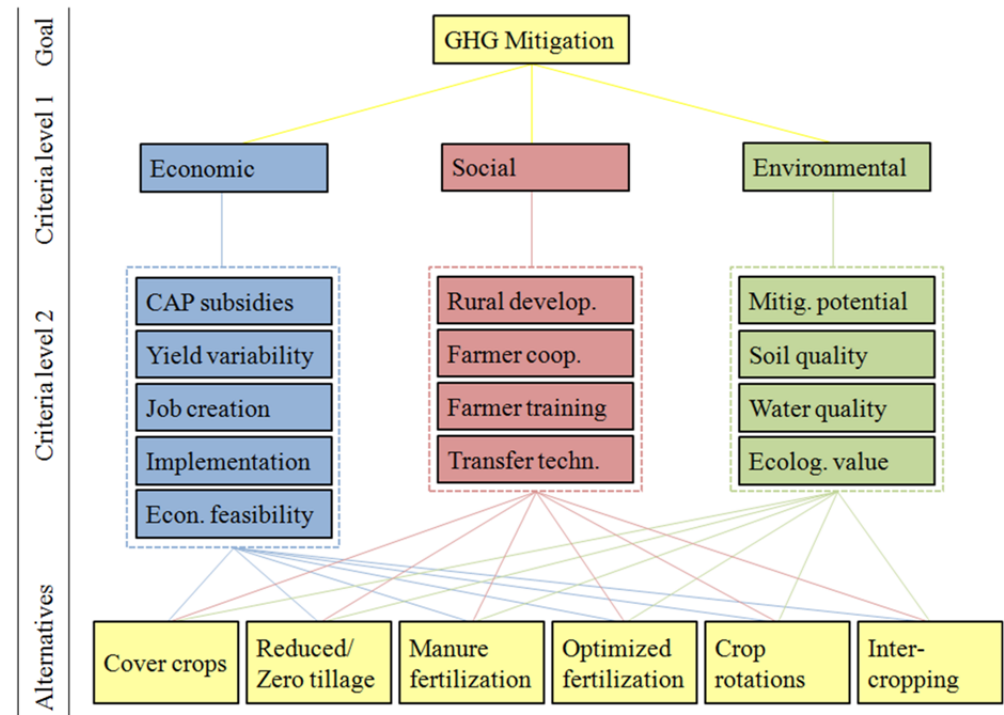 Goal
GHG Mitigation
Criteria level 1
Economic
Social
Environmental
Criteria level 2
CAP subsidies
Yield variability
Job creation
Implementation
Econ. feasibility
Rural develop.
Farmer coop.
Farmer training
Transfer techn.
Mitig. potential
Soil quality
Water quality
Ecolog. value
Alternatives
Cover crops
Reduced/
Zero tillage
Manure
fertilization
Optimized
fertilization
Crop
rotations
Inter-
cropping